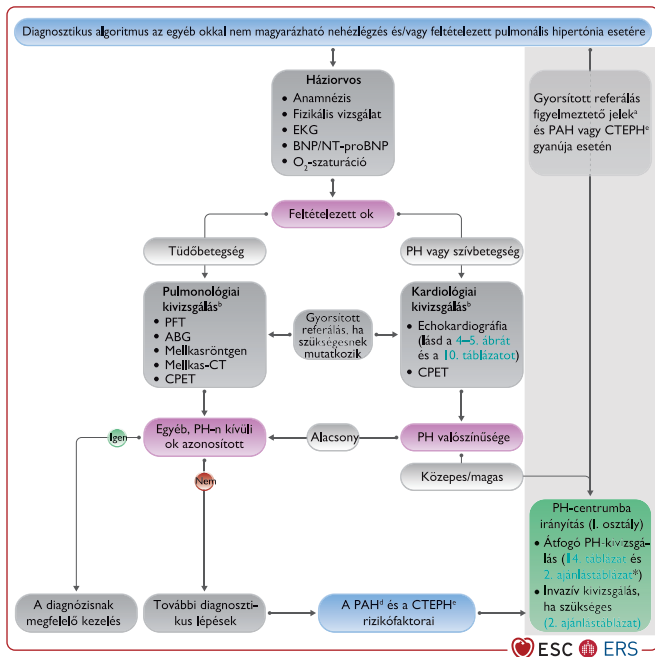 Diagnosztikus algoritmus az egyéb okkal nem magyarázható nehézlégzés és/vagy feltételezett pulmonális hipertónia esetére
Háziorvos
• Anamnézis
• Fizikális vizsgálat
• EKG
• BNP/NT-proBNP
• O₂-szaturáció
Gyorsított referálás
figyelmeztető jelekᵃ
és PAH vagy CTEPHᵉ
gyanúja esetén
Feltételezett ok
Tüdőbetegség
PH vagy szívbetegség
Pulmonológiai
kivizsgálásᵇ
• PFT
• ABG
• Mellkasröntgen
• Mellkas-CT
• CPET
Gyorsított
referálás, ha
szükségesnek
mutatkozik
Kardiológiai
kivizsgálásᵇ
• Echokardiográfia
(lásd a 4–5. ábrát
és a 10. táblázatot)
• CPET
Igen
Egyéb, PH-n kívüli
ok azonosított
Alacsony
PH valószínűsége
Nem
Közepes/magas
PH-centrumba
irányítás (I. osztály)
• Átfogó PH-kivizsgá-
lás (14. táblázat és
2. ajánlástáblázat*)
• Invazív kivizsgálás,
ha szükséges
(2. ajánlástáblázat)
A diagnózisnak
megfelelő kezelés
További diagnoszti-
kus lépések
A PAHᵈ és a CTEPHᵉ
rizikófaktorai
ESC ERS